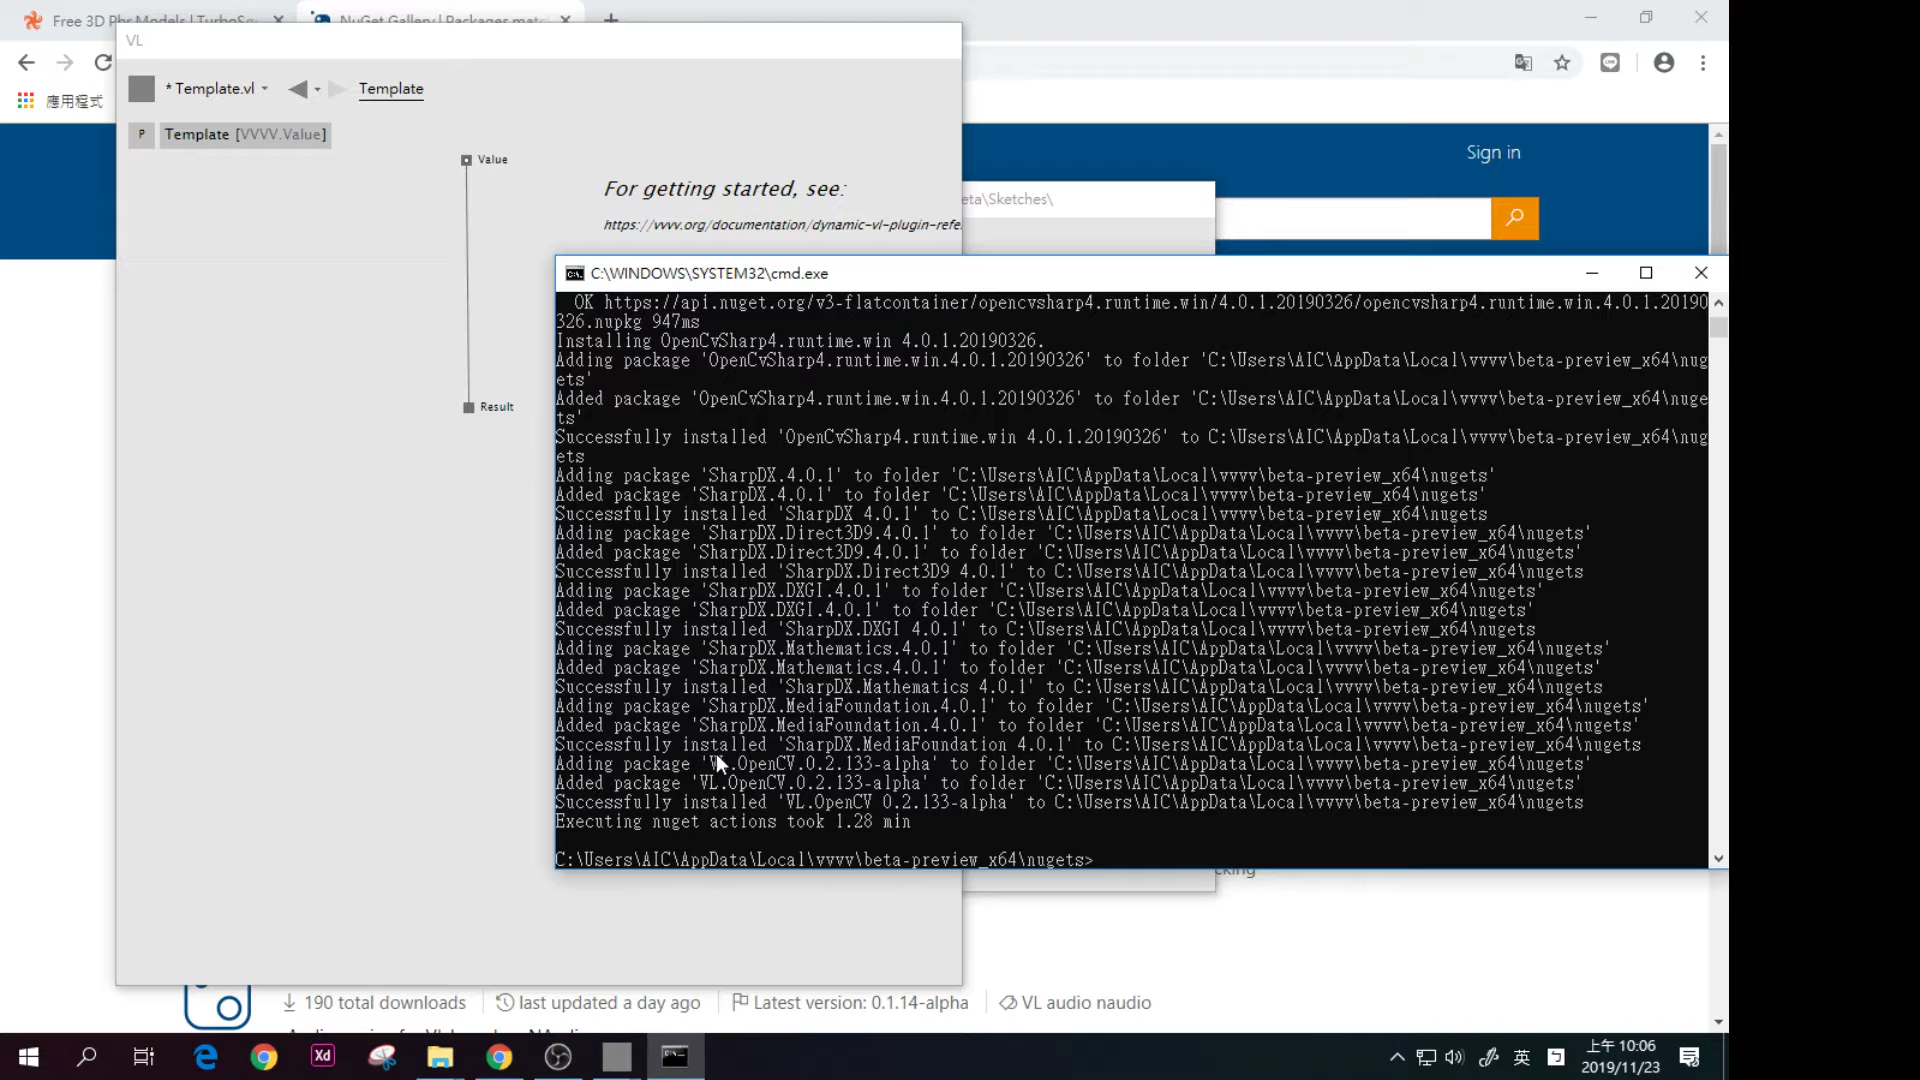 Free 3D Pbr Models | TurboSq
NuGet Gallery | Packages mat
VL
* Template.vl
Template
應用程式
P
Template [VVVV.Value]
Value
Sign in
For getting started, see:
eta\Sketches\
https://vvvv.org/documentation/dynamic-vl-plugin-refe
C:\WINDOWS\SYSTEM32\cmd.exe
OK https://api.nuget.org/v3-flatcontainer/opencvsharp4.runtime.win/4.0.1.20190326/opencvsharp4.runtime.win.4.0.1.20190
326.nupkg 947ms
Installing OpenCvSharp4.runtime.win 4.0.1.20190326.
Adding package 'OpenCvSharp4.runtime.win.4.0.1.20190326' to folder 'C:\Users\AIC\AppData\Local\vvvv\beta-preview_x64\nug
ets'
Added package 'OpenCvSharp4.runtime.win.4.0.1.20190326' to folder 'C:\Users\AIC\AppData\Local\vvvv\beta-preview_x64\nuge
ts'
Successfully installed 'OpenCvSharp4.runtime.win 4.0.1.20190326' to C:\Users\AIC\AppData\Local\vvvv\beta-preview_x64\nug
ets
Adding package 'SharpDX.4.0.1' to folder 'C:\Users\AIC\AppData\Local\vvvv\beta-preview_x64\nugets'
Added package 'SharpDX.4.0.1' to folder 'C:\Users\AIC\AppData\Local\vvvv\beta-preview_x64\nugets'
Successfully installed 'SharpDX 4.0.1' to C:\Users\AIC\AppData\Local\vvvv\beta-preview_x64\nugets
Adding package 'SharpDX.Direct3D9.4.0.1' to folder 'C:\Users\AIC\AppData\Local\vvvv\beta-preview_x64\nugets'
Added package 'SharpDX.Direct3D9.4.0.1' to folder 'C:\Users\AIC\AppData\Local\vvvv\beta-preview_x64\nugets'
Successfully installed 'SharpDX.Direct3D9 4.0.1' to C:\Users\AIC\AppData\Local\vvvv\beta-preview_x64\nugets
Adding package 'SharpDX.DXGI.4.0.1' to folder 'C:\Users\AIC\AppData\Local\vvvv\beta-preview_x64\nugets'
Added package 'SharpDX.DXGI.4.0.1' to folder 'C:\Users\AIC\AppData\Local\vvvv\beta-preview_x64\nugets'
Successfully installed 'SharpDX.DXGI 4.0.1' to C:\Users\AIC\AppData\Local\vvvv\beta-preview_x64\nugets
Adding package 'SharpDX.Mathematics.4.0.1' to folder 'C:\Users\AIC\AppData\Local\vvvv\beta-preview_x64\nugets'
Added package 'SharpDX.Mathematics.4.0.1' to folder 'C:\Users\AIC\AppData\Local\vvvv\beta-preview_x64\nugets'
Successfully installed 'SharpDX.Mathematics 4.0.1' to C:\Users\AIC\AppData\Local\vvvv\beta-preview_x64\nugets
Adding package 'SharpDX.MediaFoundation.4.0.1' to folder 'C:\Users\AIC\AppData\Local\vvvv\beta-preview_x64\nugets'
Added package 'SharpDX.MediaFoundation.4.0.1' to folder 'C:\Users\AIC\AppData\Local\vvvv\beta-preview_x64\nugets'
Successfully installed 'SharpDX.MediaFoundation 4.0.1' to C:\Users\AIC\AppData\Local\vvvv\beta-preview_x64\nugets
Adding package 'VL.OpenCV.0.2.133-alpha' to folder 'C:\Users\AIC\AppData\Local\vvvv\beta-preview_x64\nugets'
Added package 'VL.OpenCV.0.2.133-alpha' to folder 'C:\Users\AIC\AppData\Local\vvvv\beta-preview_x64\nugets'
Successfully installed 'VL.OpenCV 0.2.133-alpha' to C:\Users\AIC\AppData\Local\vvvv\beta-preview_x64\nugets
Executing nuget actions took 1.28 min
C:\Users\AIC\AppData\Local\vvvv\beta-preview_x64\nugets>
Result
190 total downloads
last updated a day ago
Latest version: 0.1.14-alpha
VL audio naudio
Xd
英
上午 10:06
2019/11/23